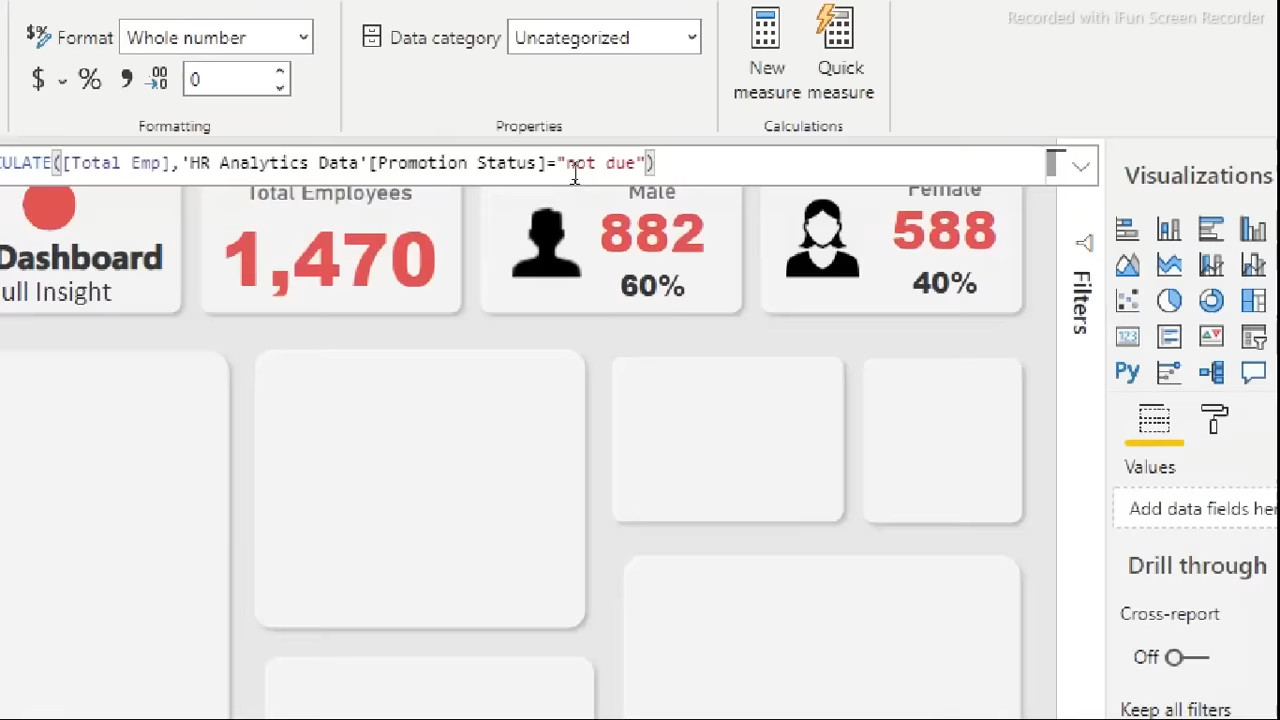 Recorded with iFun Screen Recorder
Format Whole number
Data category Uncategorized
$ % 9 .00 0
New measure
Quick measure
Formatting
Properties
Calculations
CULATE([Total Emp],'HR Analytics Data'[Promotion Status]="not due")
Dashboard
ull Insight
Total Employees
1,470
Male
882
60%
Female
588
40%
Filters
Visualizations
123
Py
Values
Add data fields her
Drill through
Cross-report
Off
Keep all filters